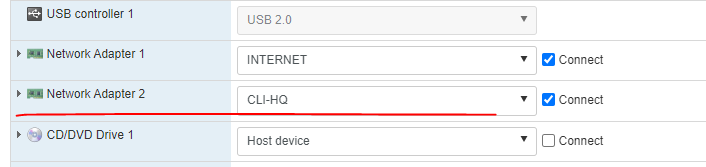 USB controller 1 USB 2.0
Network Adapter 1 INTERNET Connect
Network Adapter 2 CLI-HQ Connect
CD/DVD Drive 1 Host device Connect